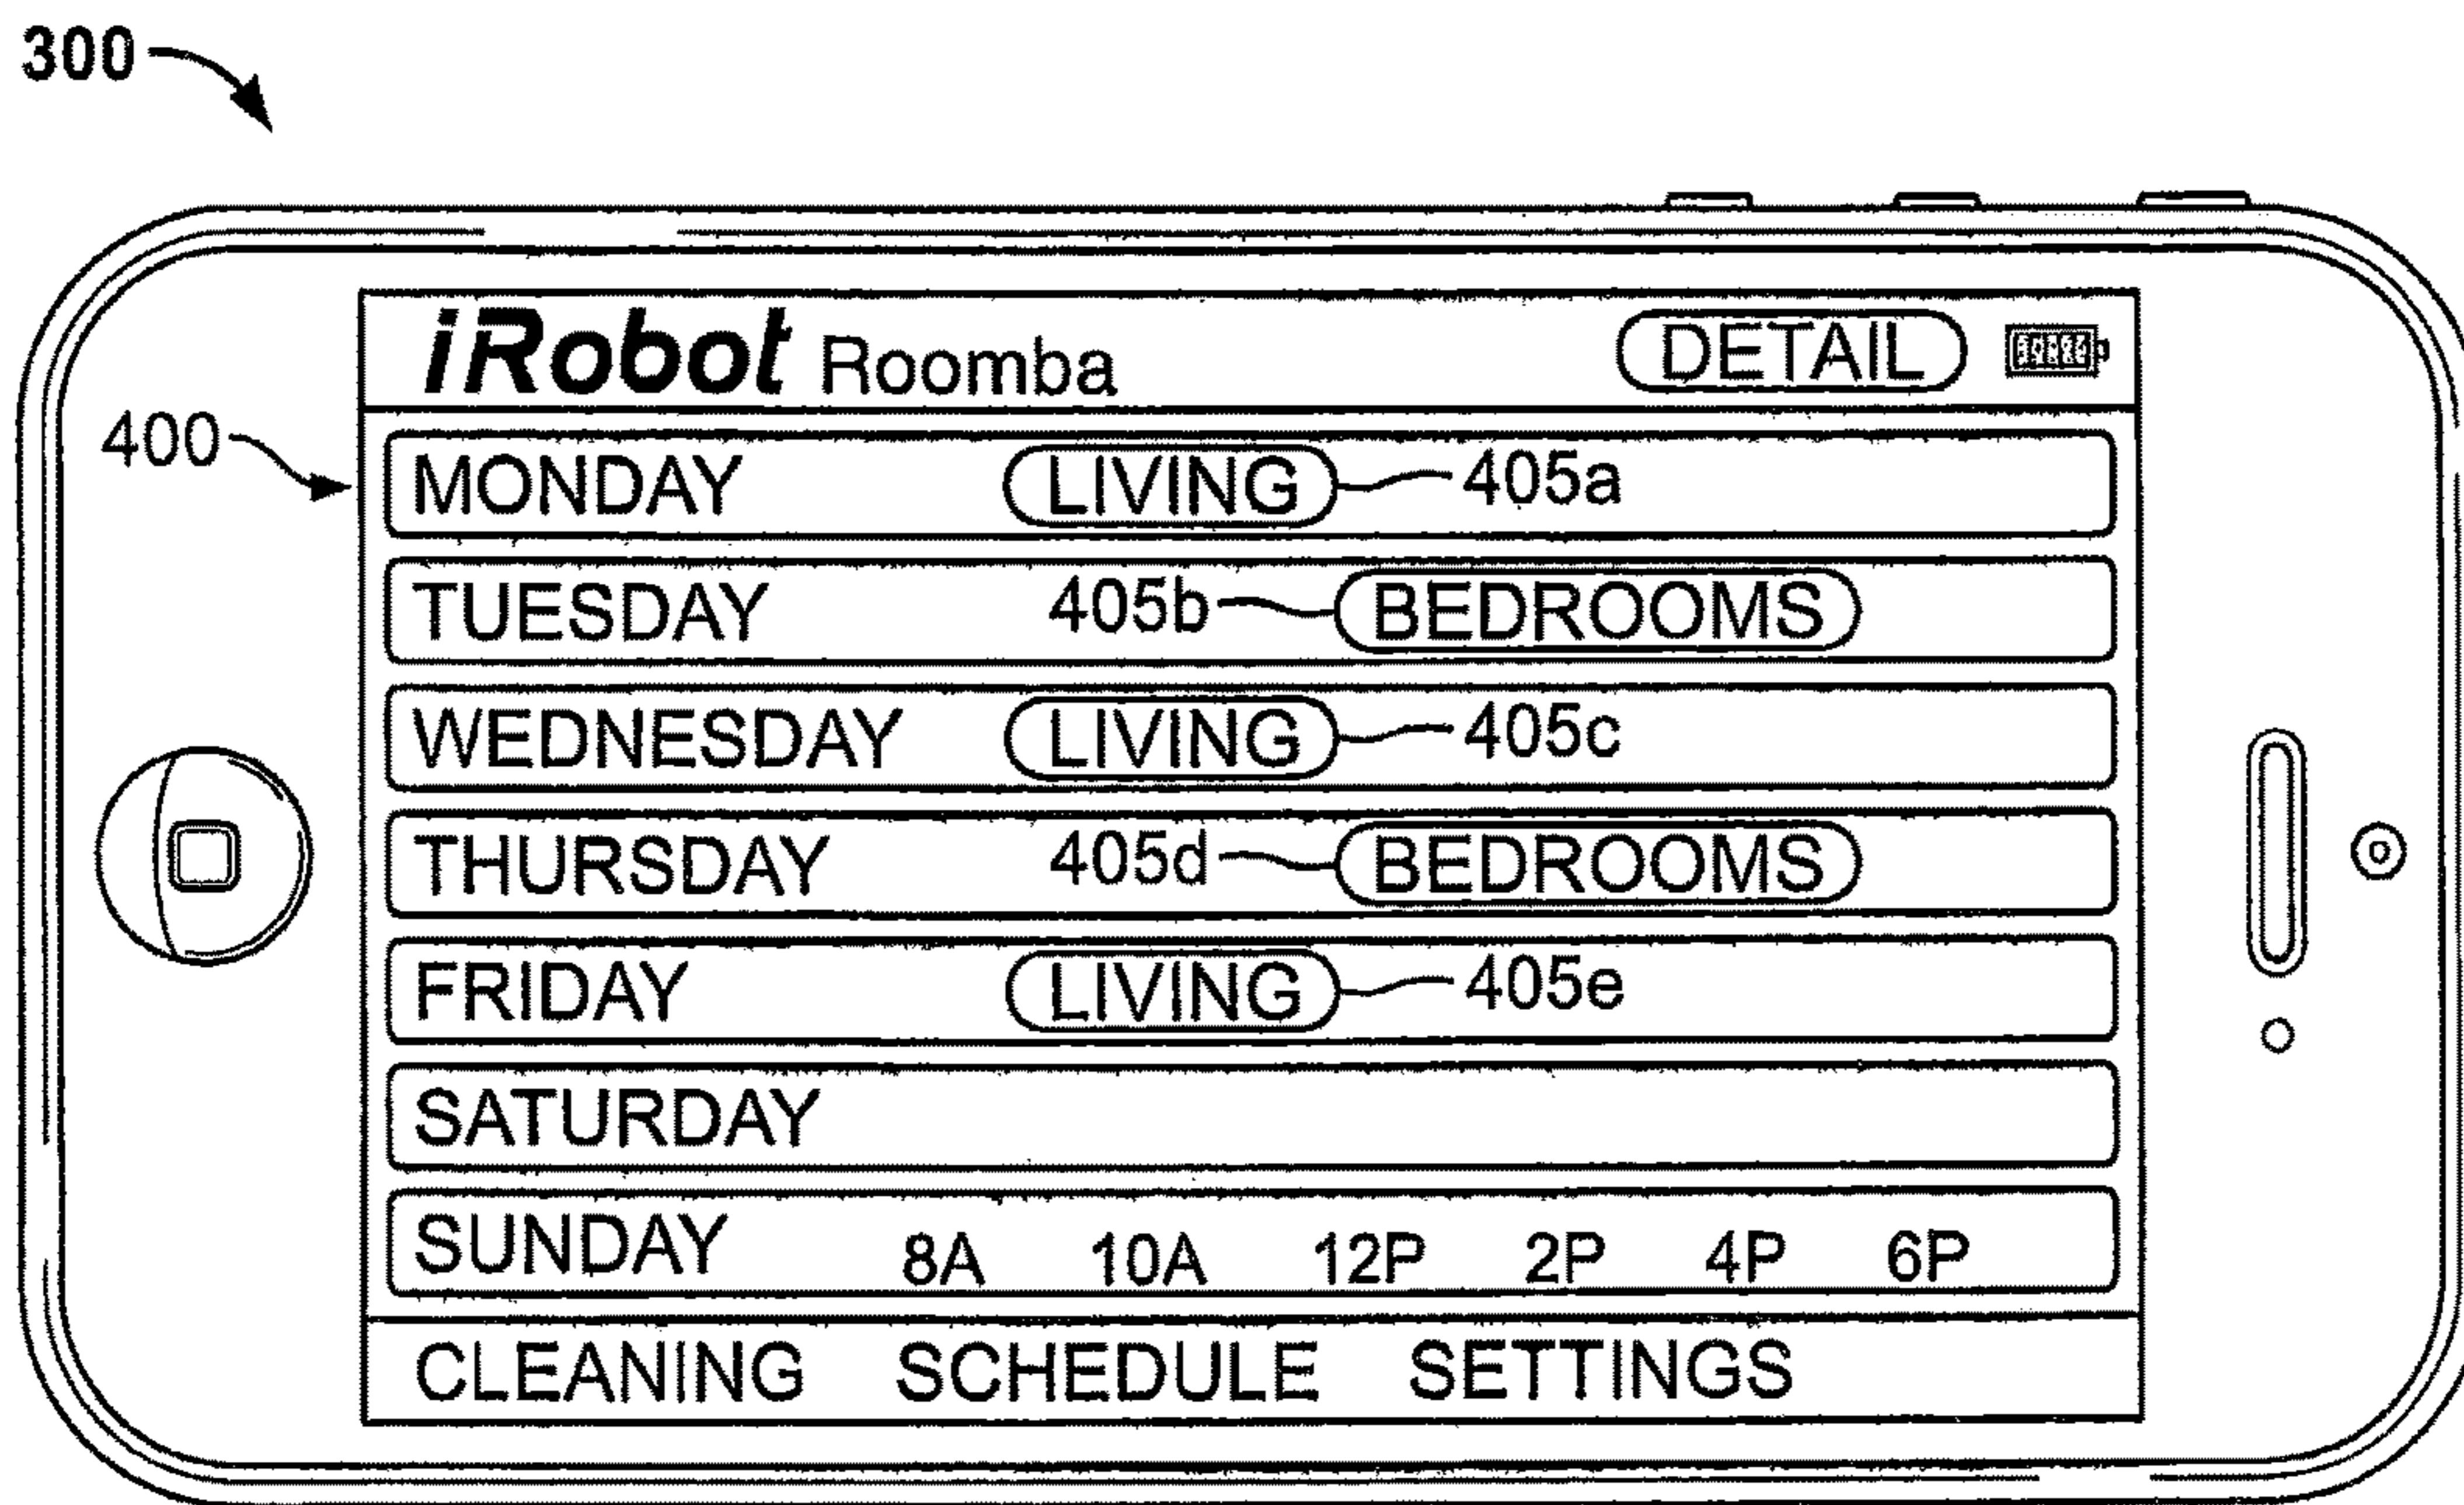 300
iRobot Roomba DETAIL
400
MONDAY LIVING 405a
TUESDAY 405b BEDROOMS
WEDNESDAY LIVING 405c
THURSDAY 405d BEDROOMS
FRIDAY LIVING 405e
SATURDAY
SUNDAY 8A 10A 12P 2P 4P 6P
CLEANING SCHEDULE SETTINGS